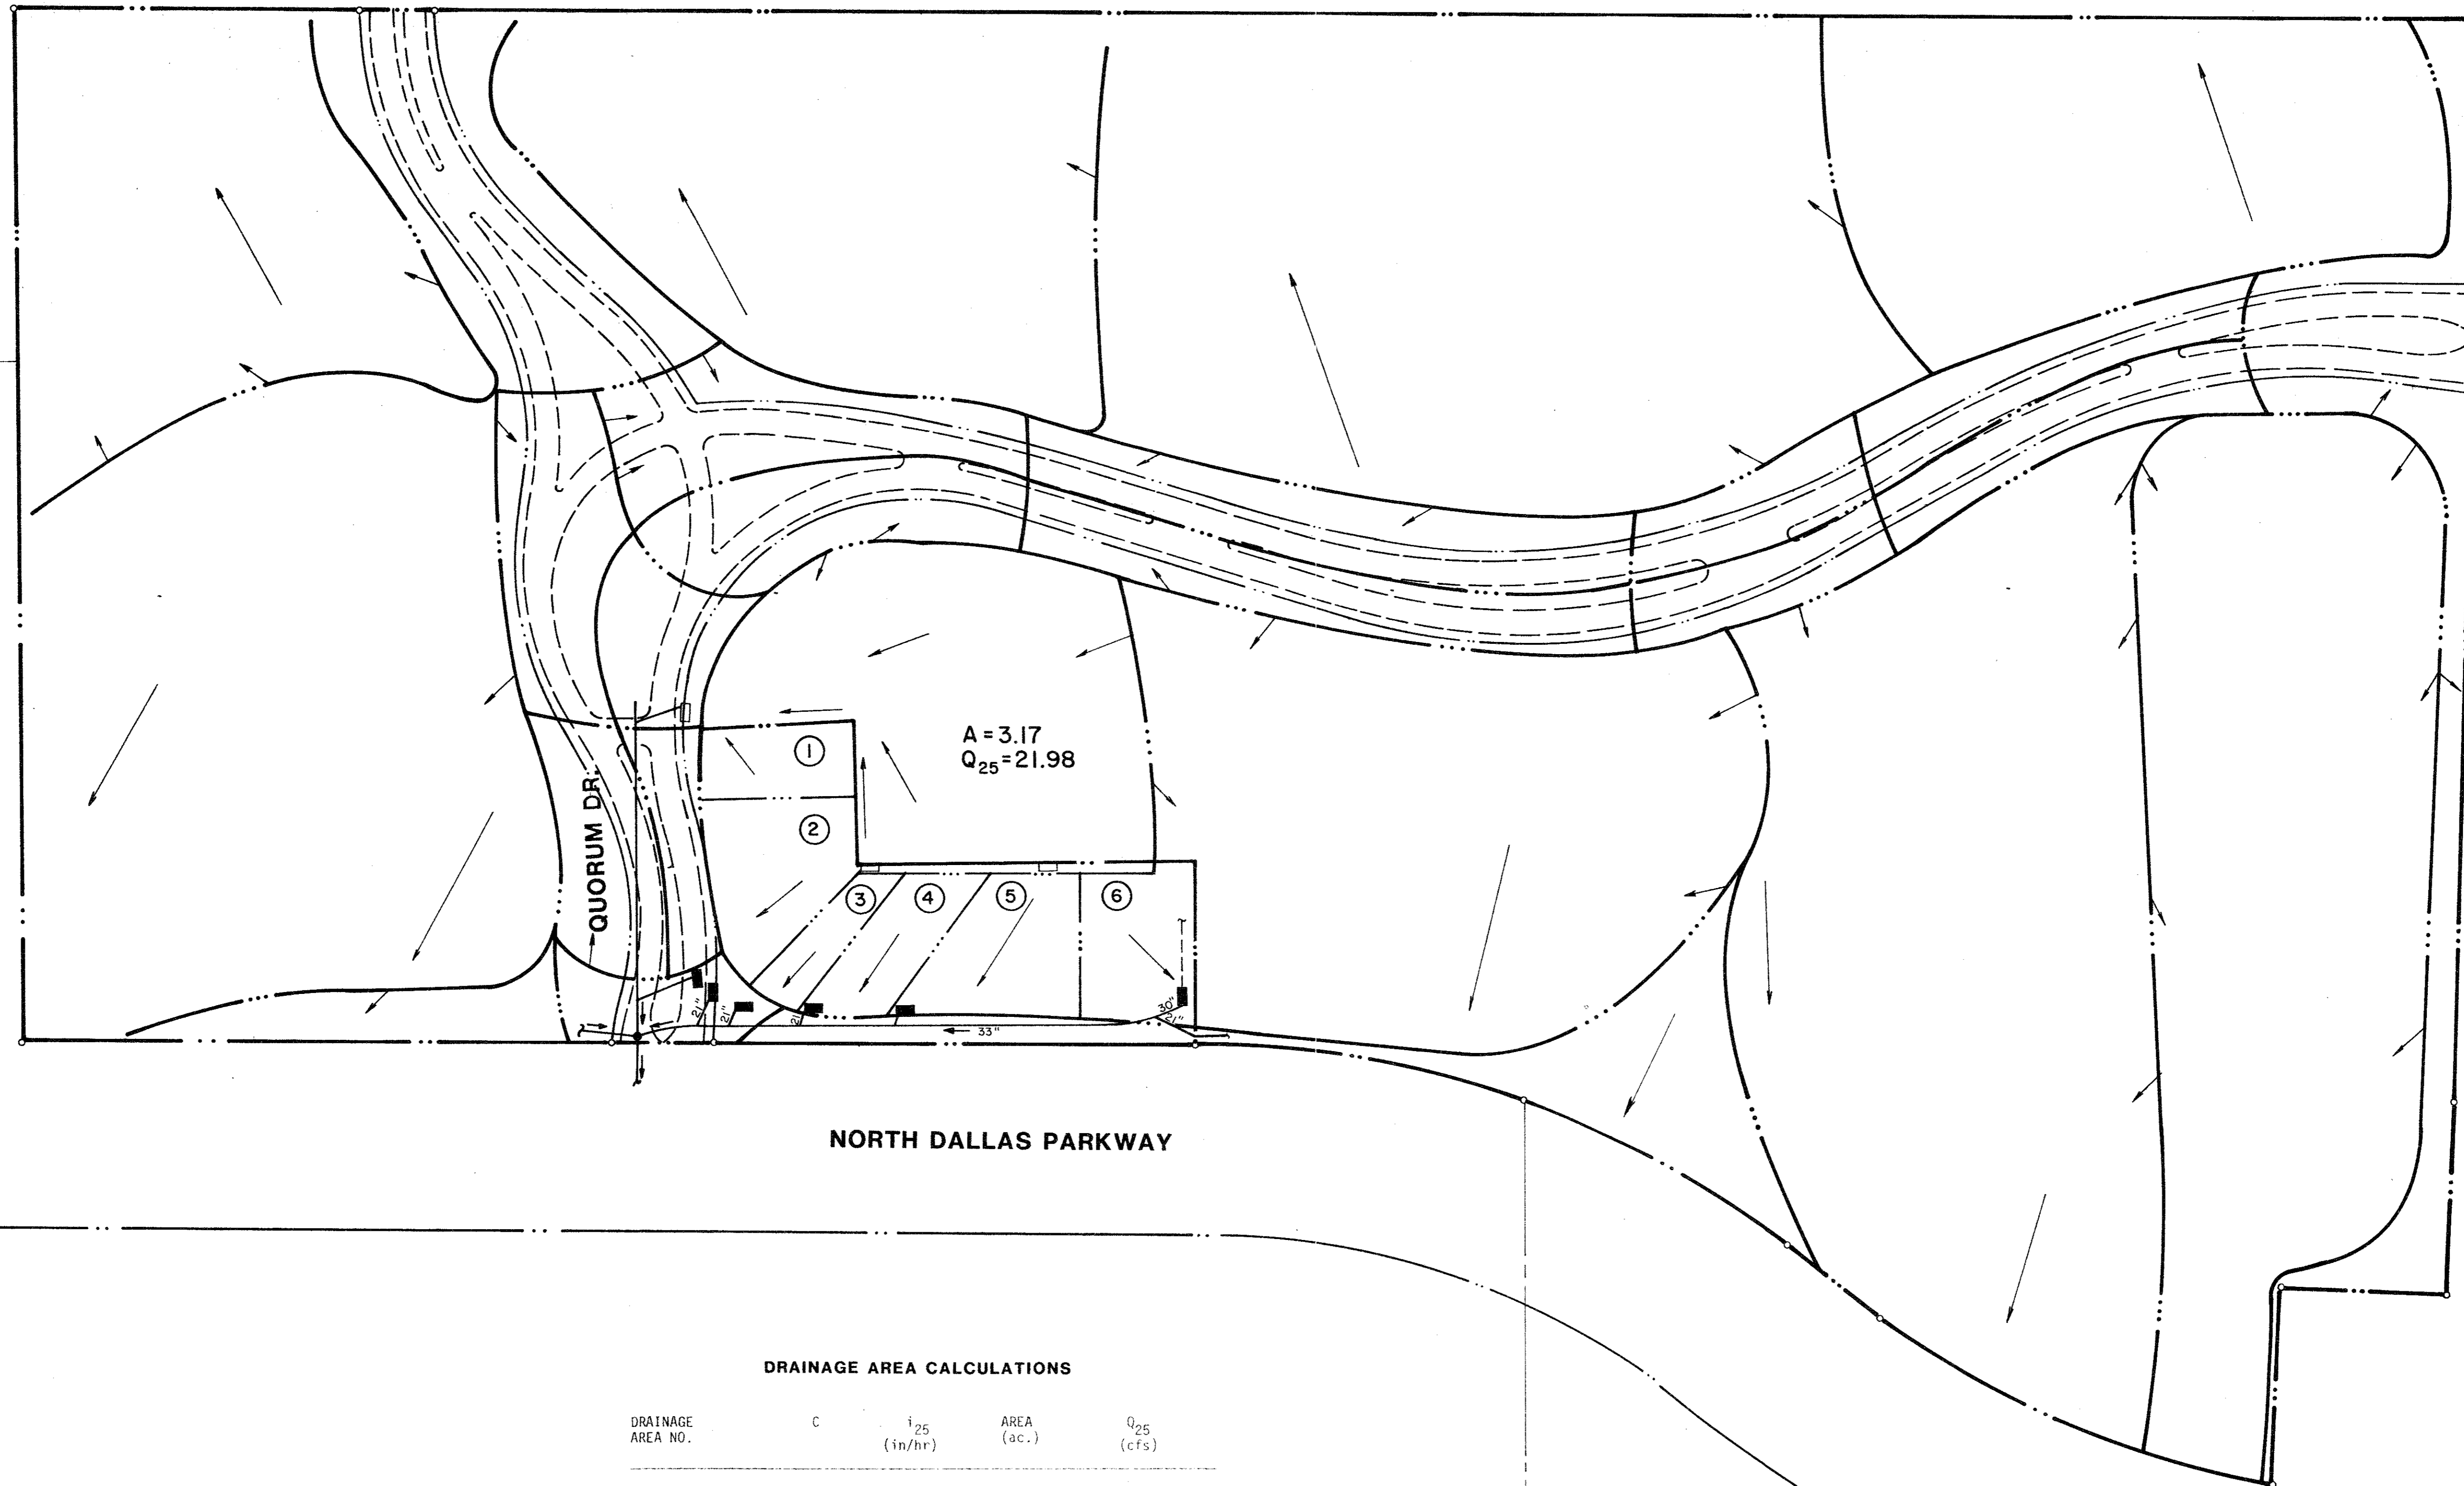 A = 3.17
Q25 = 21.98
1
2
3
4
5
6
QUORUM DR.
21"
21"
21"
30"
21"
33"
NORTH DALLAS PARKWAY
DRAINAGE AREA CALCULATIONS
DRAINAGE AREA NO. C i25 (in/hr) AREA (ac.) Q25 (cfs)